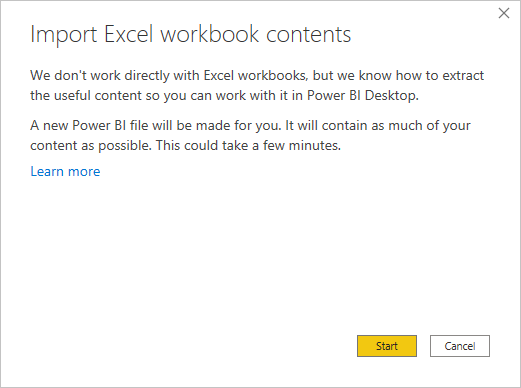 Import Excel workbook contents
We don't work directly with Excel workbooks, but we know how to extract
the useful content so you can work with it in Power BI Desktop.
A new Power BI file will be made for you. It will contain as much of your
content as possible. This could take a few minutes.
Learn more
Start
Cancel